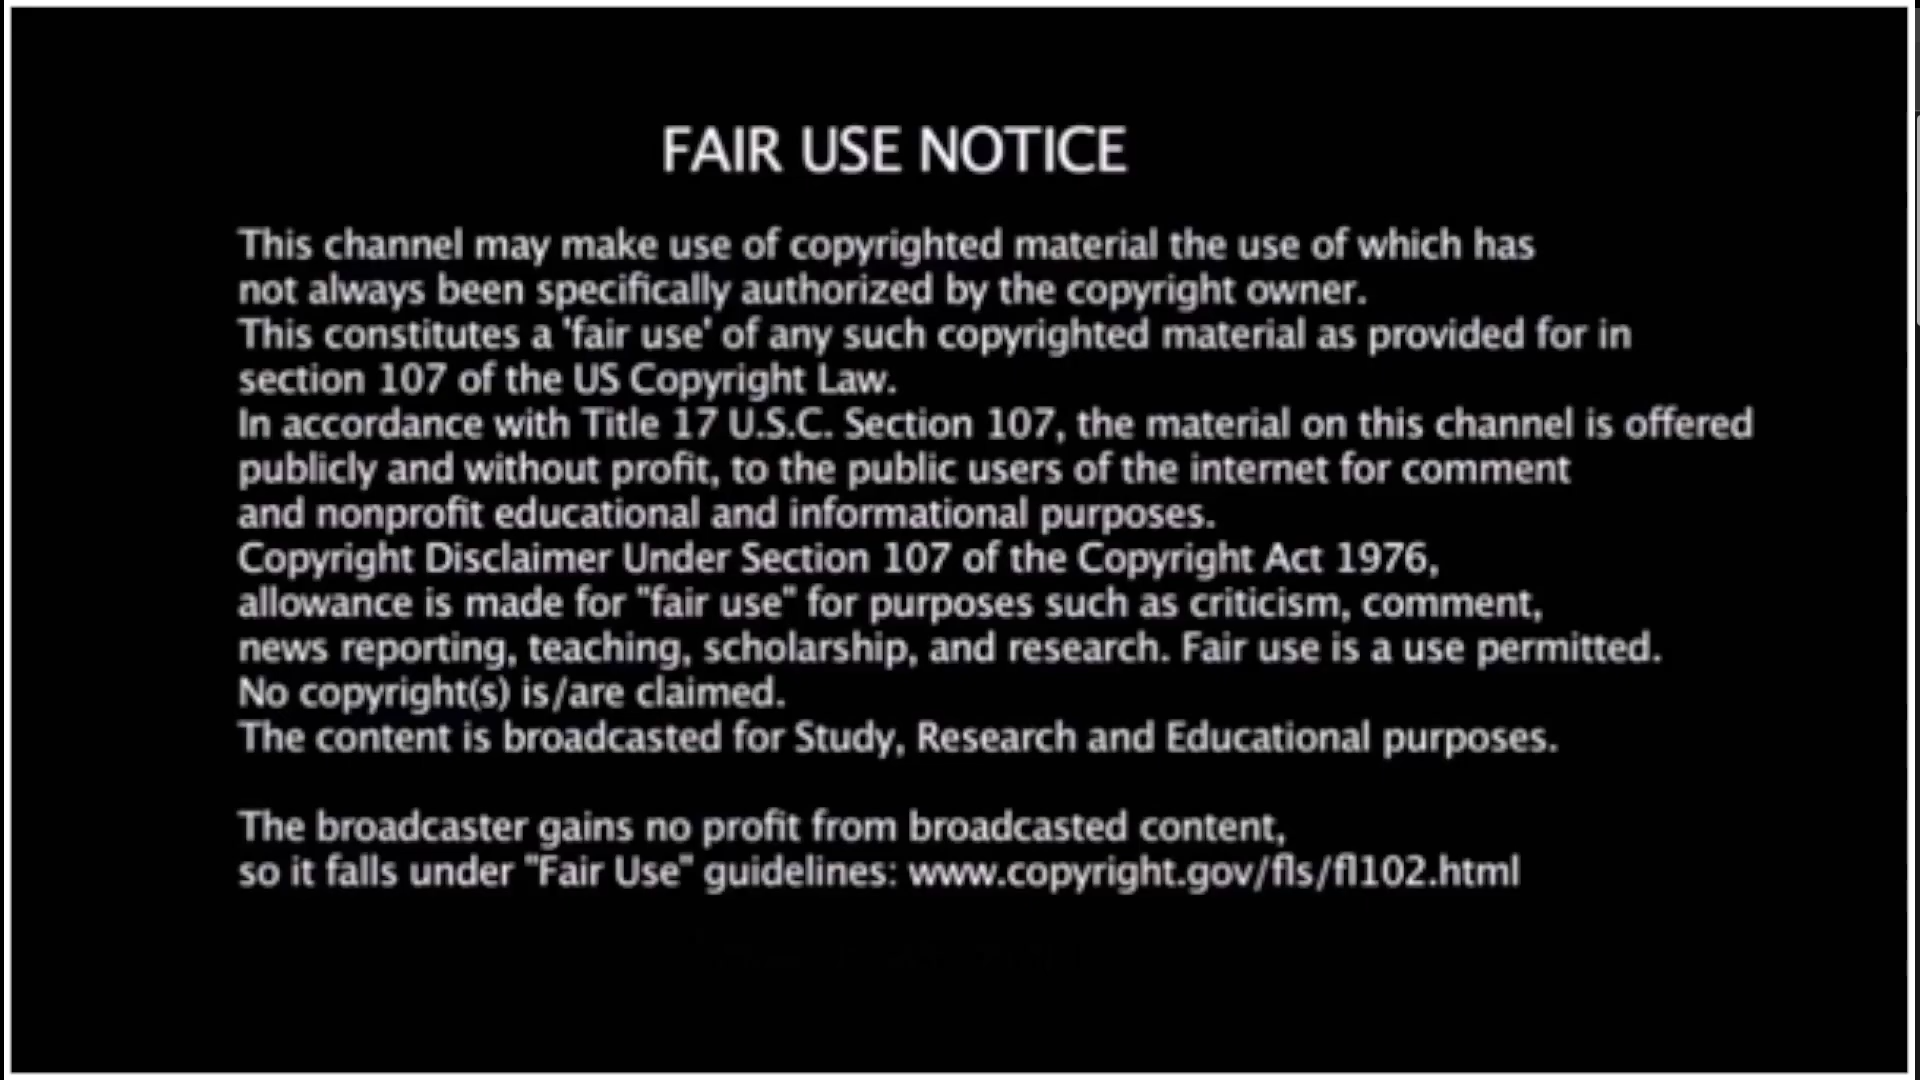 FAIR USE NOTICE
This channel may make use of copyrighted material the use of which has
not always been specifically authorized by the copyright owner.
This constitutes a 'fair use' of any such copyrighted material as provided for in
section 107 of the US Copyright Law.
In accordance with Title 17 U.S.C. Section 107, the material on this channel is offered
publicly and without profit, to the public users of the internet for comment
and nonprofit educational and informational purposes.
Copyright Disclaimer Under Section 107 of the Copyright Act 1976,
allowance is made for "fair use" for purposes such as criticism, comment,
news reporting, teaching, scholarship, and research. Fair use is a use permitted.
No copyright(s) is/are claimed.
The content is broadcasted for Study, Research and Educational purposes.
The broadcaster gains no profit from broadcasted content,
so it falls under "Fair Use" guidelines: www.copyright.gov/fls/fl102.html